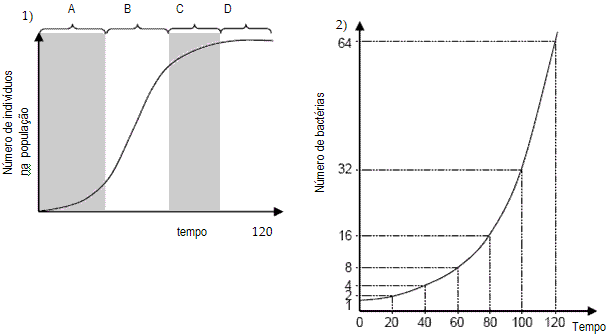 1)
A B C D
Número de individuos
na população
tempo 120
2)
Número de bactérias
64
32
16
8
4
2
1
0 20 40 60 80 100 120 Tempo